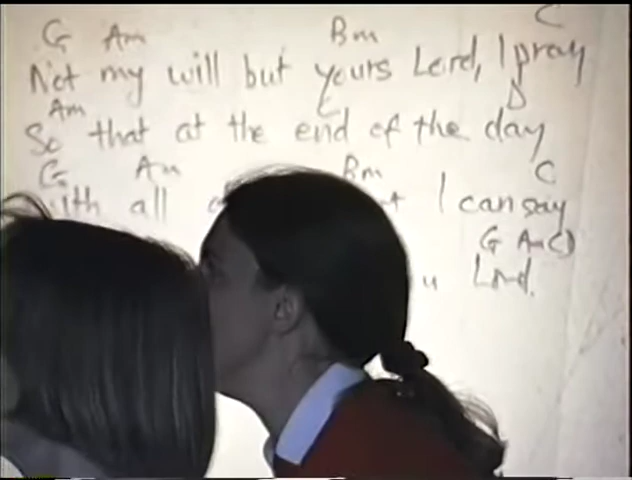 G Am Bm C
Not my will but yours Lord, I pray
Am C D
So that at the end of the day
G Am Bm C
with all I can say
G Am C D
Lord.